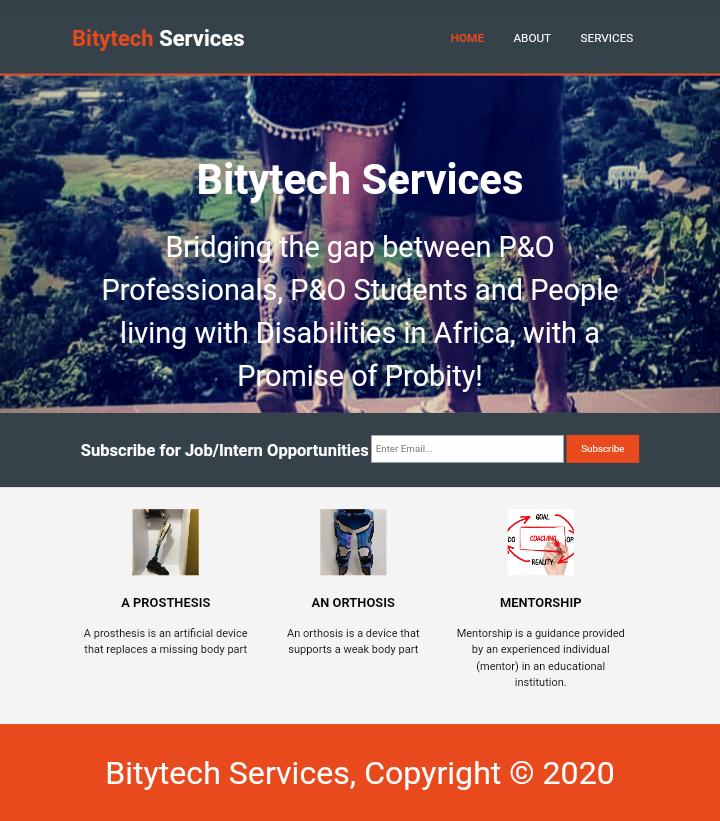 Bitytech Services
HOME ABOUT SERVICES
Bitytech Services
Bridging the gap between P&O
Professionals, P&O Students and People
living with Disabilities in Africa, with a
Promise of Probity!
Subscribe for Job/Intern Opportunities
Enter Email...
Subscribe
GOAL
COACHING
OP
REALITY
A PROSTHESIS
A prosthesis is an artificial device
that replaces a missing body part
AN ORTHOSIS
An orthosis is a device that
supports a weak body part
MENTORSHIP
Mentorship is a guidance provided
by an experienced individual
(mentor) in an educational
institution.
Bitytech Services, Copyright © 2020